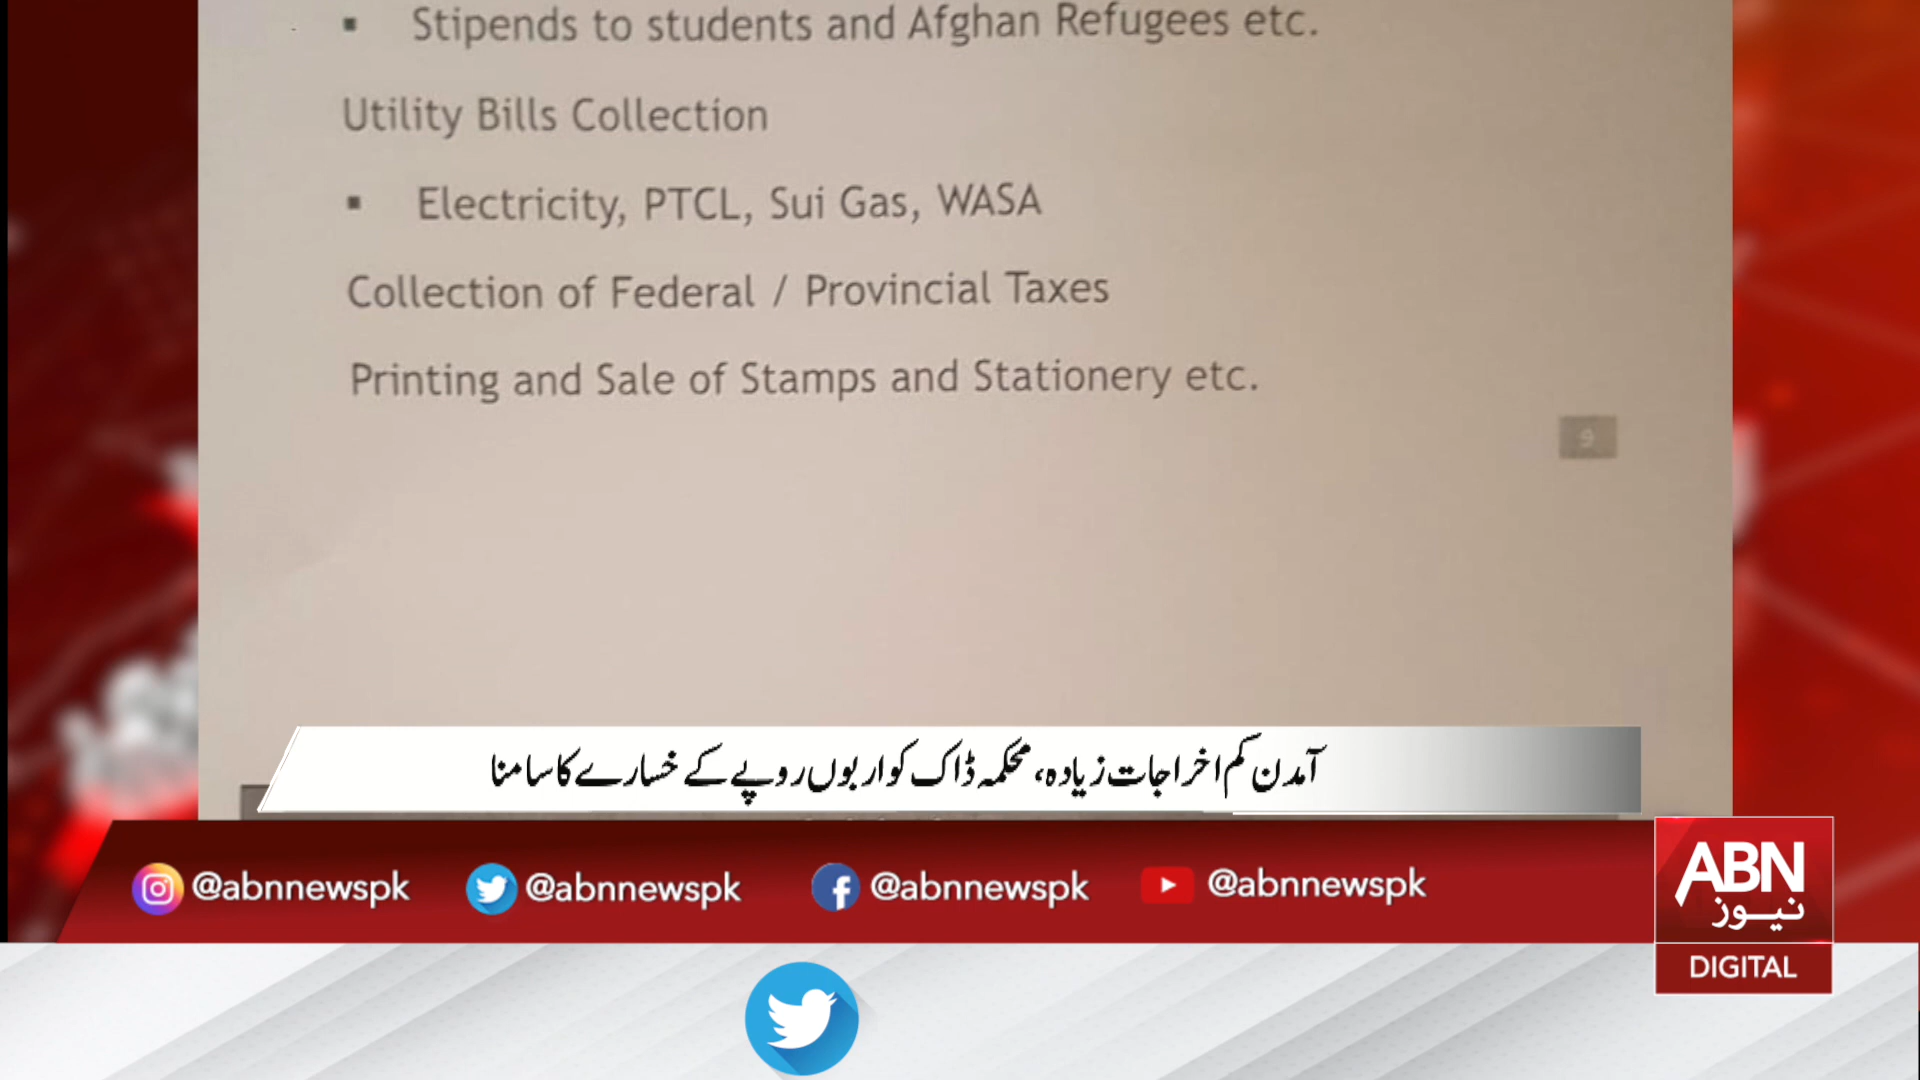 ▪ Stipends to students and Afghan Refugees etc.
Utility Bills Collection
▪ Electricity, PTCL, Sui Gas, WASA
Collection of Federal / Provincial Taxes
Printing and Sale of Stamps and Stationery etc.
9
آمدن کم اخراجات زیادہ، محکمہ ڈاک کو اربوں روپے کے خسارے کا سامنا
@abnnewspk @abnnewspk @abnnewspk @abnnewspk
ABN
نیوز
DIGITAL